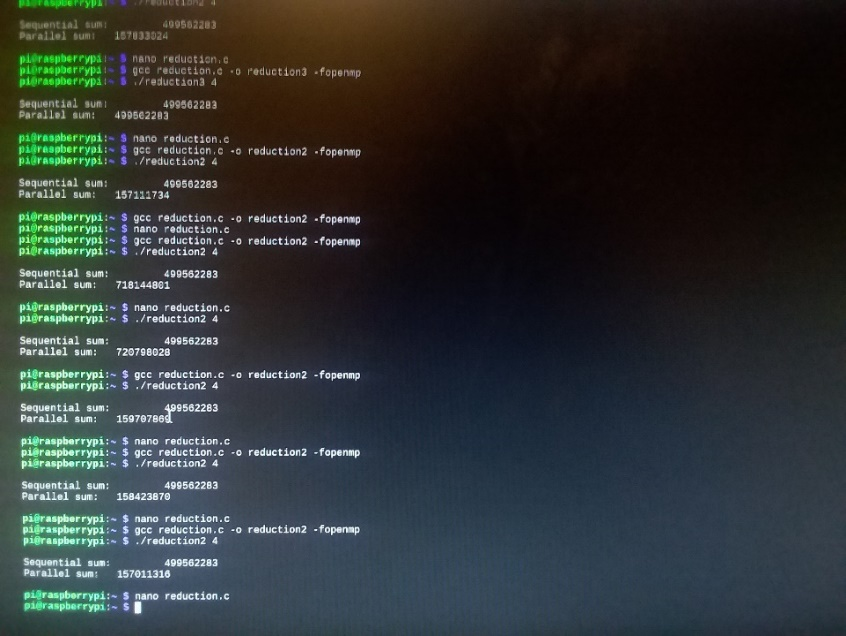 pi@raspberrypi:~ $ ./reduction2 4
Sequential sum: 499562283
Parallel sum: 157833024
pi@raspberrypi:~ $ nano reduction.c
pi@raspberrypi:~ $ gcc reduction.c -o reduction3 -fopenmp
pi@raspberrypi:~ $ ./reduction3 4
Sequential sum: 499562283
Parallel sum: 499562283
pi@raspberrypi:~ $ nano reduction.c
pi@raspberrypi:~ $ gcc reduction.c -o reduction2 -fopenmp
pi@raspberrypi:~ $ ./reduction2 4
Sequential sum: 499562283
Parallel sum: 157111734
pi@raspberrypi:~ $ gcc reduction.c -o reduction2 -fopenmp
pi@raspberrypi:~ $ nano reduction.c
pi@raspberrypi:~ $ gcc reduction.c -o reduction2 -fopenmp
pi@raspberrypi:~ $ ./reduction2 4
Sequential sum: 499562283
Parallel sum: 718144801
pi@raspberrypi:~ $ nano reduction.c
pi@raspberrypi:~ $ ./reduction2 4
Sequential sum: 499562283
Parallel sum: 720798028
pi@raspberrypi:~ $ gcc reduction.c -o reduction2 -fopenmp
pi@raspberrypi:~ $ ./reduction2 4
Sequential sum: 499562283
Parallel sum: 159707869
pi@raspberrypi:~ $ nano reduction.c
pi@raspberrypi:~ $ gcc reduction.c -o reduction2 -fopenmp
pi@raspberrypi:~ $ ./reduction2 4
Sequential sum: 499562283
Parallel sum: 158423870
pi@raspberrypi:~ $ nano reduction.c
pi@raspberrypi:~ $ gcc reduction.c -o reduction2 -fopenmp
pi@raspberrypi:~ $ ./reduction2 4
Sequential sum: 499562283
Parallel sum: 157011316
pi@raspberrypi:~ $ nano reduction.c
pi@raspberrypi:~ $